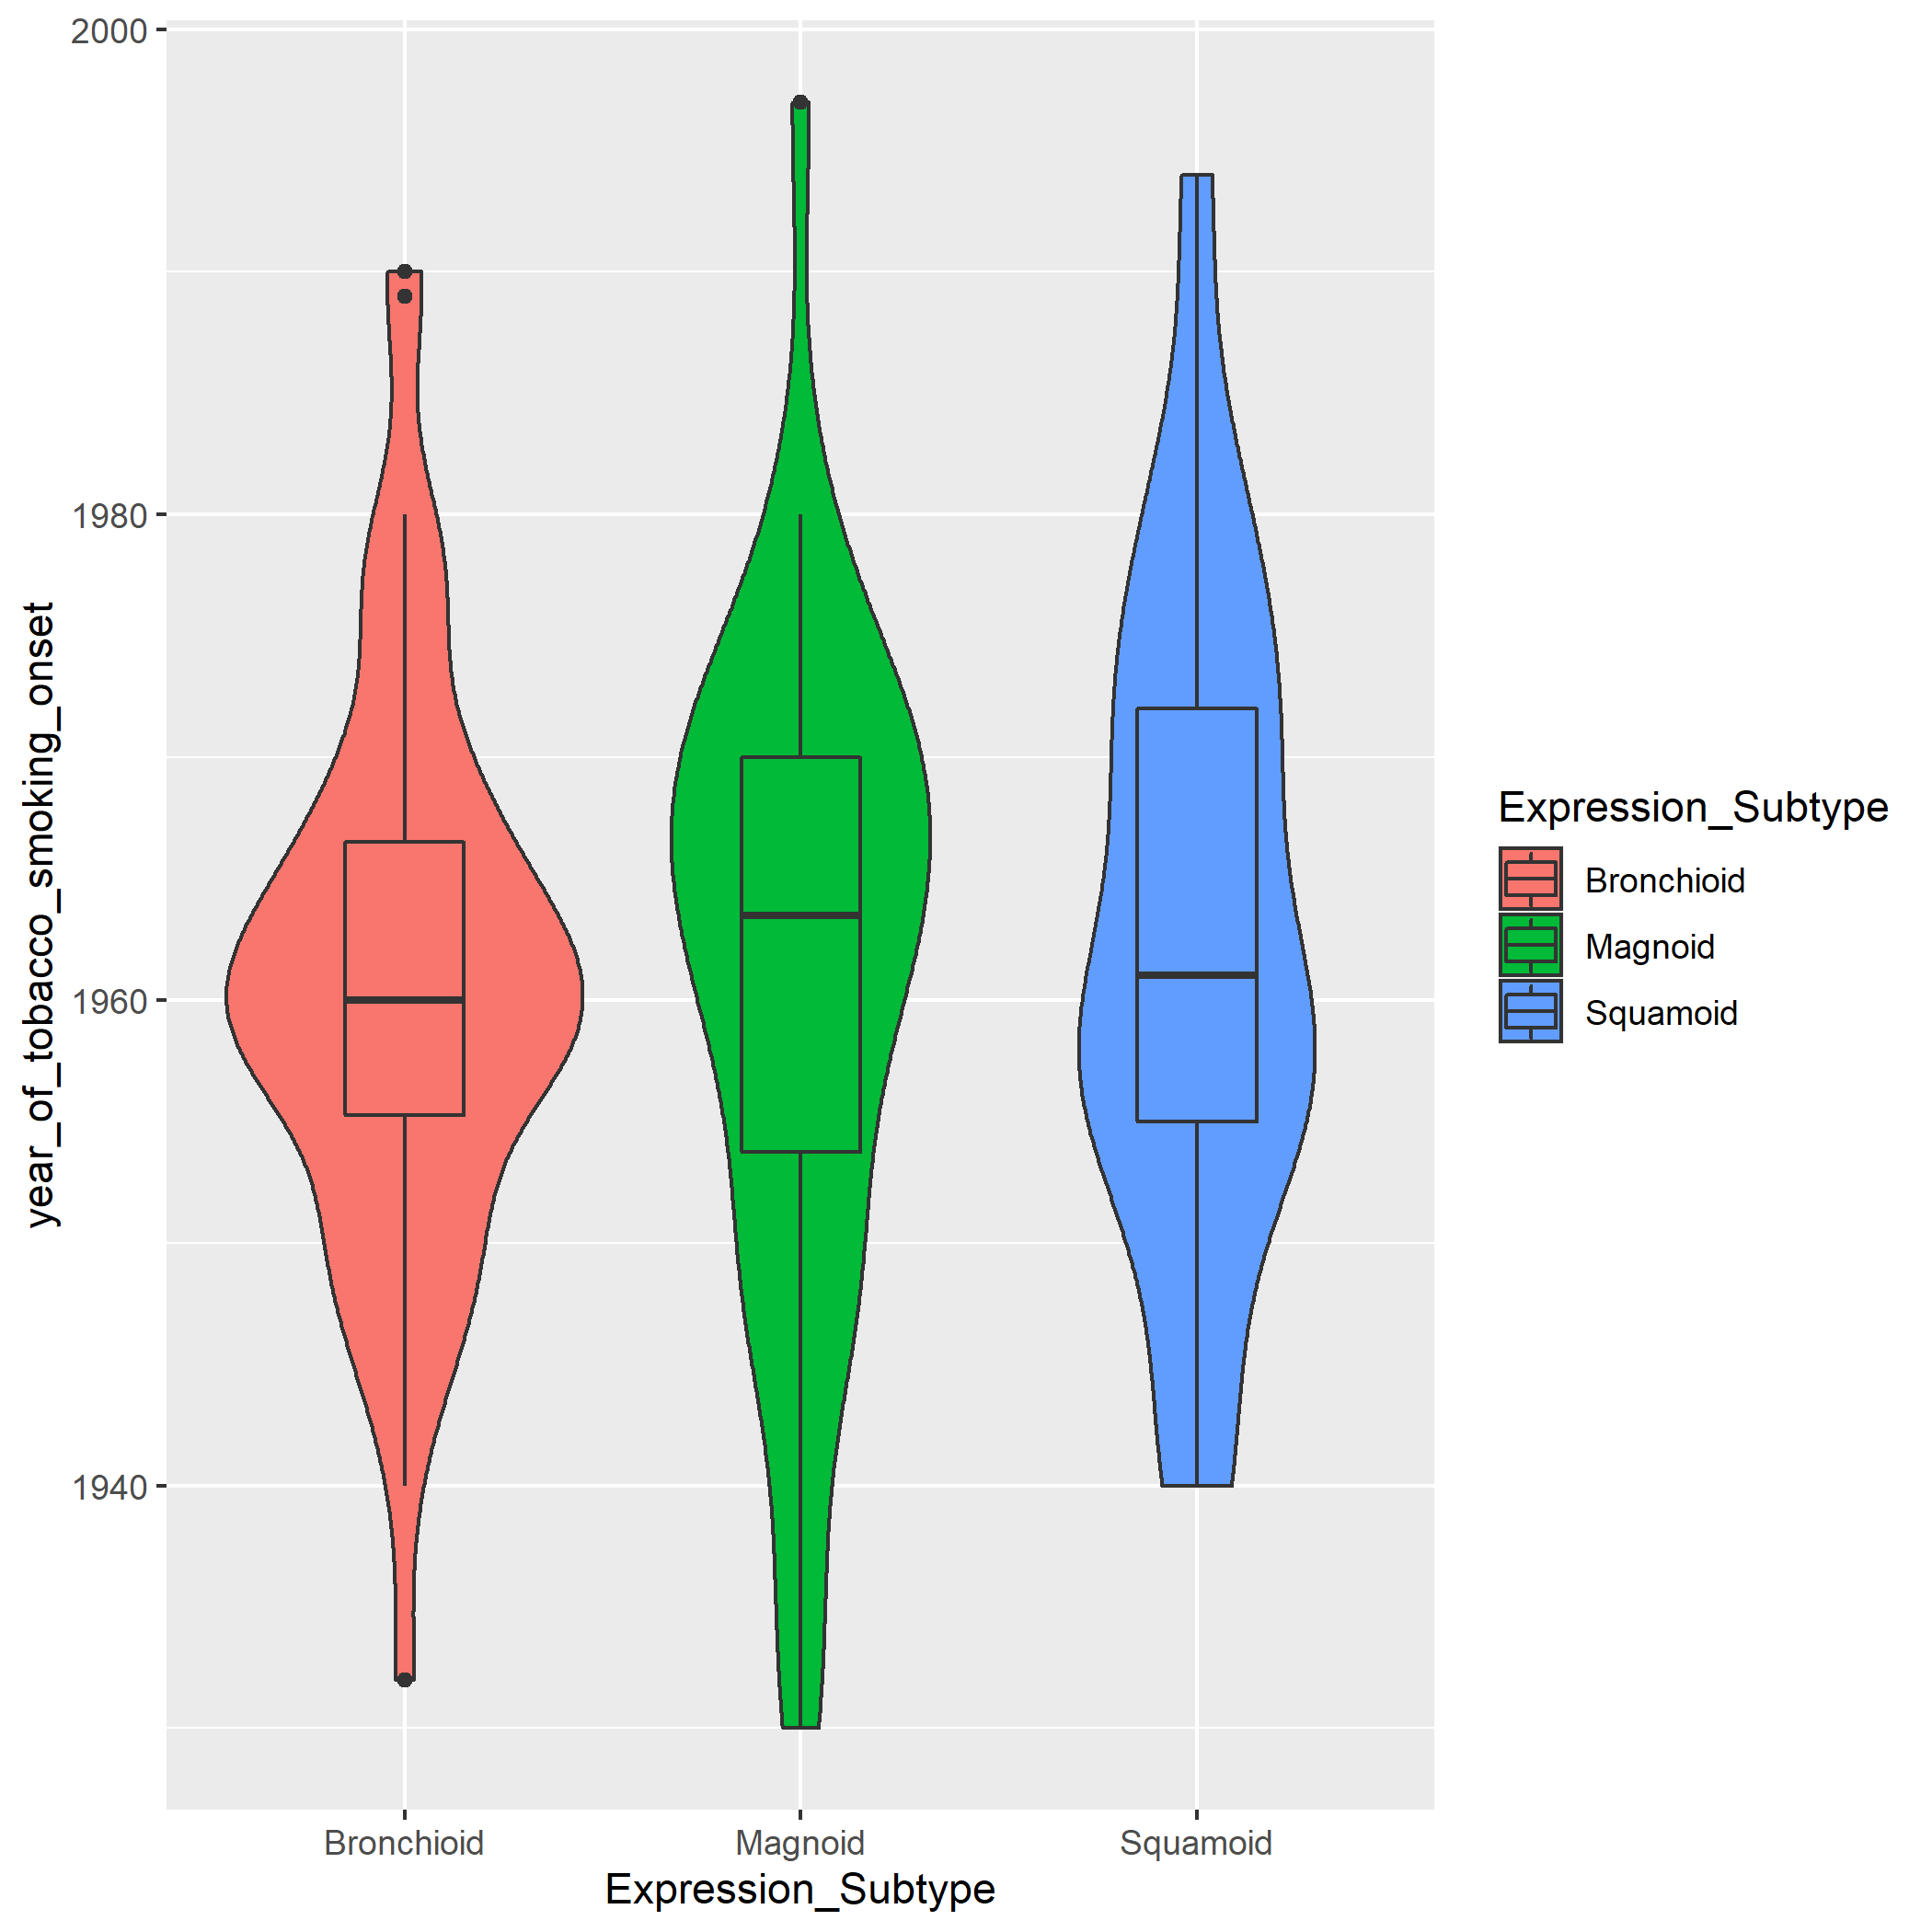 2000
1980
1960
1940
year_of_tobacco_smoking_onset
Bronchioid
Magnoid
Squamoid
Expression_Subtype
Expression_Subtype
Bronchioid
Magnoid
Squamoid